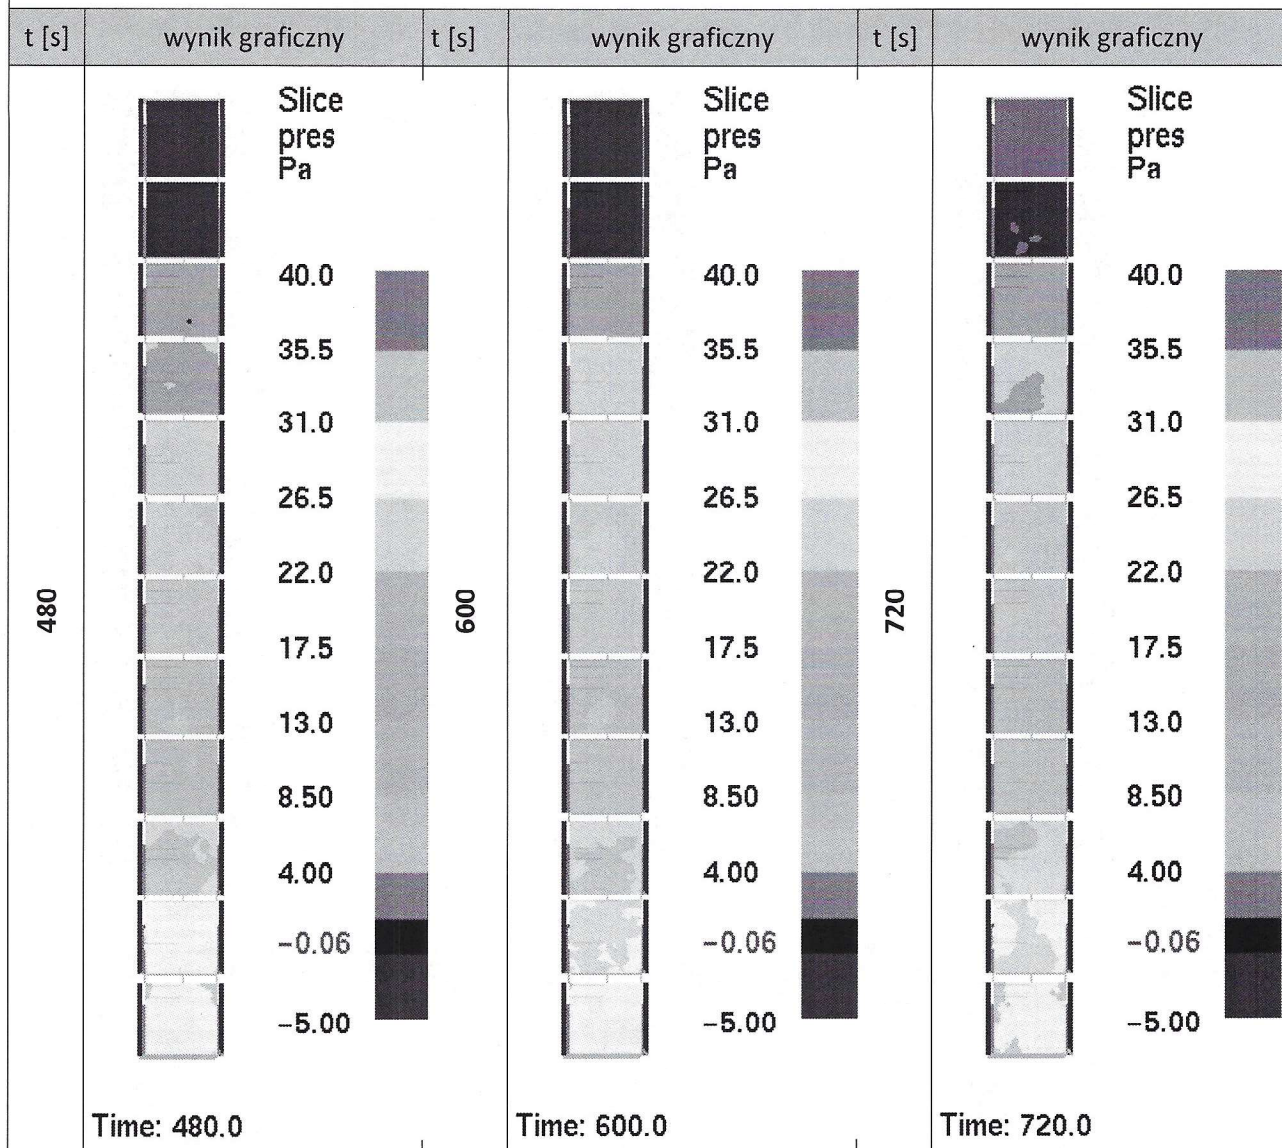 t [s] wynik graficzny t [s] wynik graficzny t [s] wynik graficzny
480
Slice
pres
Pa
40.0
35.5
31.0
26.5
22.0
17.5
13.0
8.50
4.00
−0.06
−5.00
Time: 480.0
600
Slice
pres
Pa
40.0
35.5
31.0
26.5
22.0
17.5
13.0
8.50
4.00
−0.06
−5.00
Time: 600.0
720
Slice
pres
Pa
40.0
35.5
31.0
26.5
22.0
17.5
13.0
8.50
4.00
−0.06
−5.00
Time: 720.0